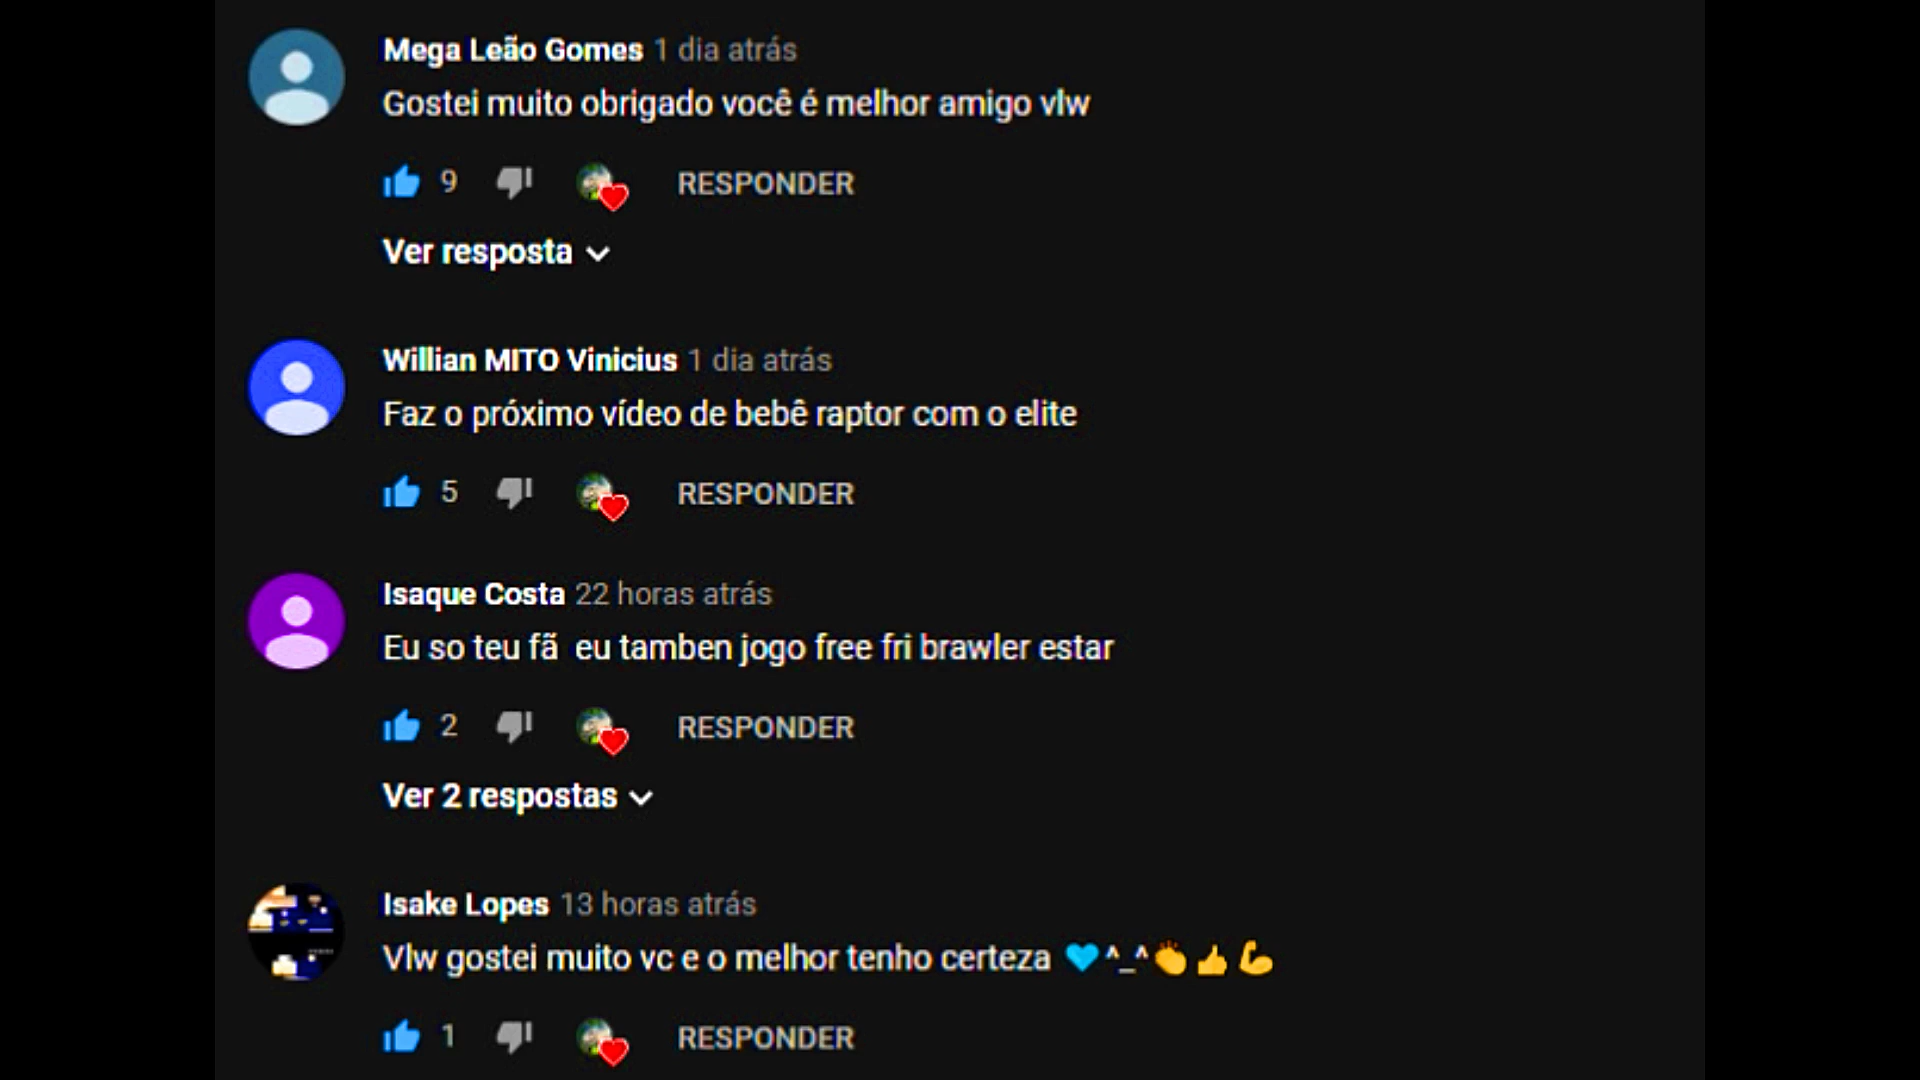 Mega Leão Gomes 1 dia atrás
Gostei muito obrigado você é melhor amigo vlw
9 RESPONDER
Ver resposta
Willian MITO Vinicius 1 dia atrás
Faz o próximo vídeo de bebê raptor com o elite
5 RESPONDER
Isaque Costa 22 horas atrás
Eu so teu fã eu tamben jogo free fri brawler estar
2 RESPONDER
Ver 2 respostas
Isake Lopes 13 horas atrás
Vlw gostei muito vc e o melhor tenho certeza 💙^_^👏👍💪
1 RESPONDER